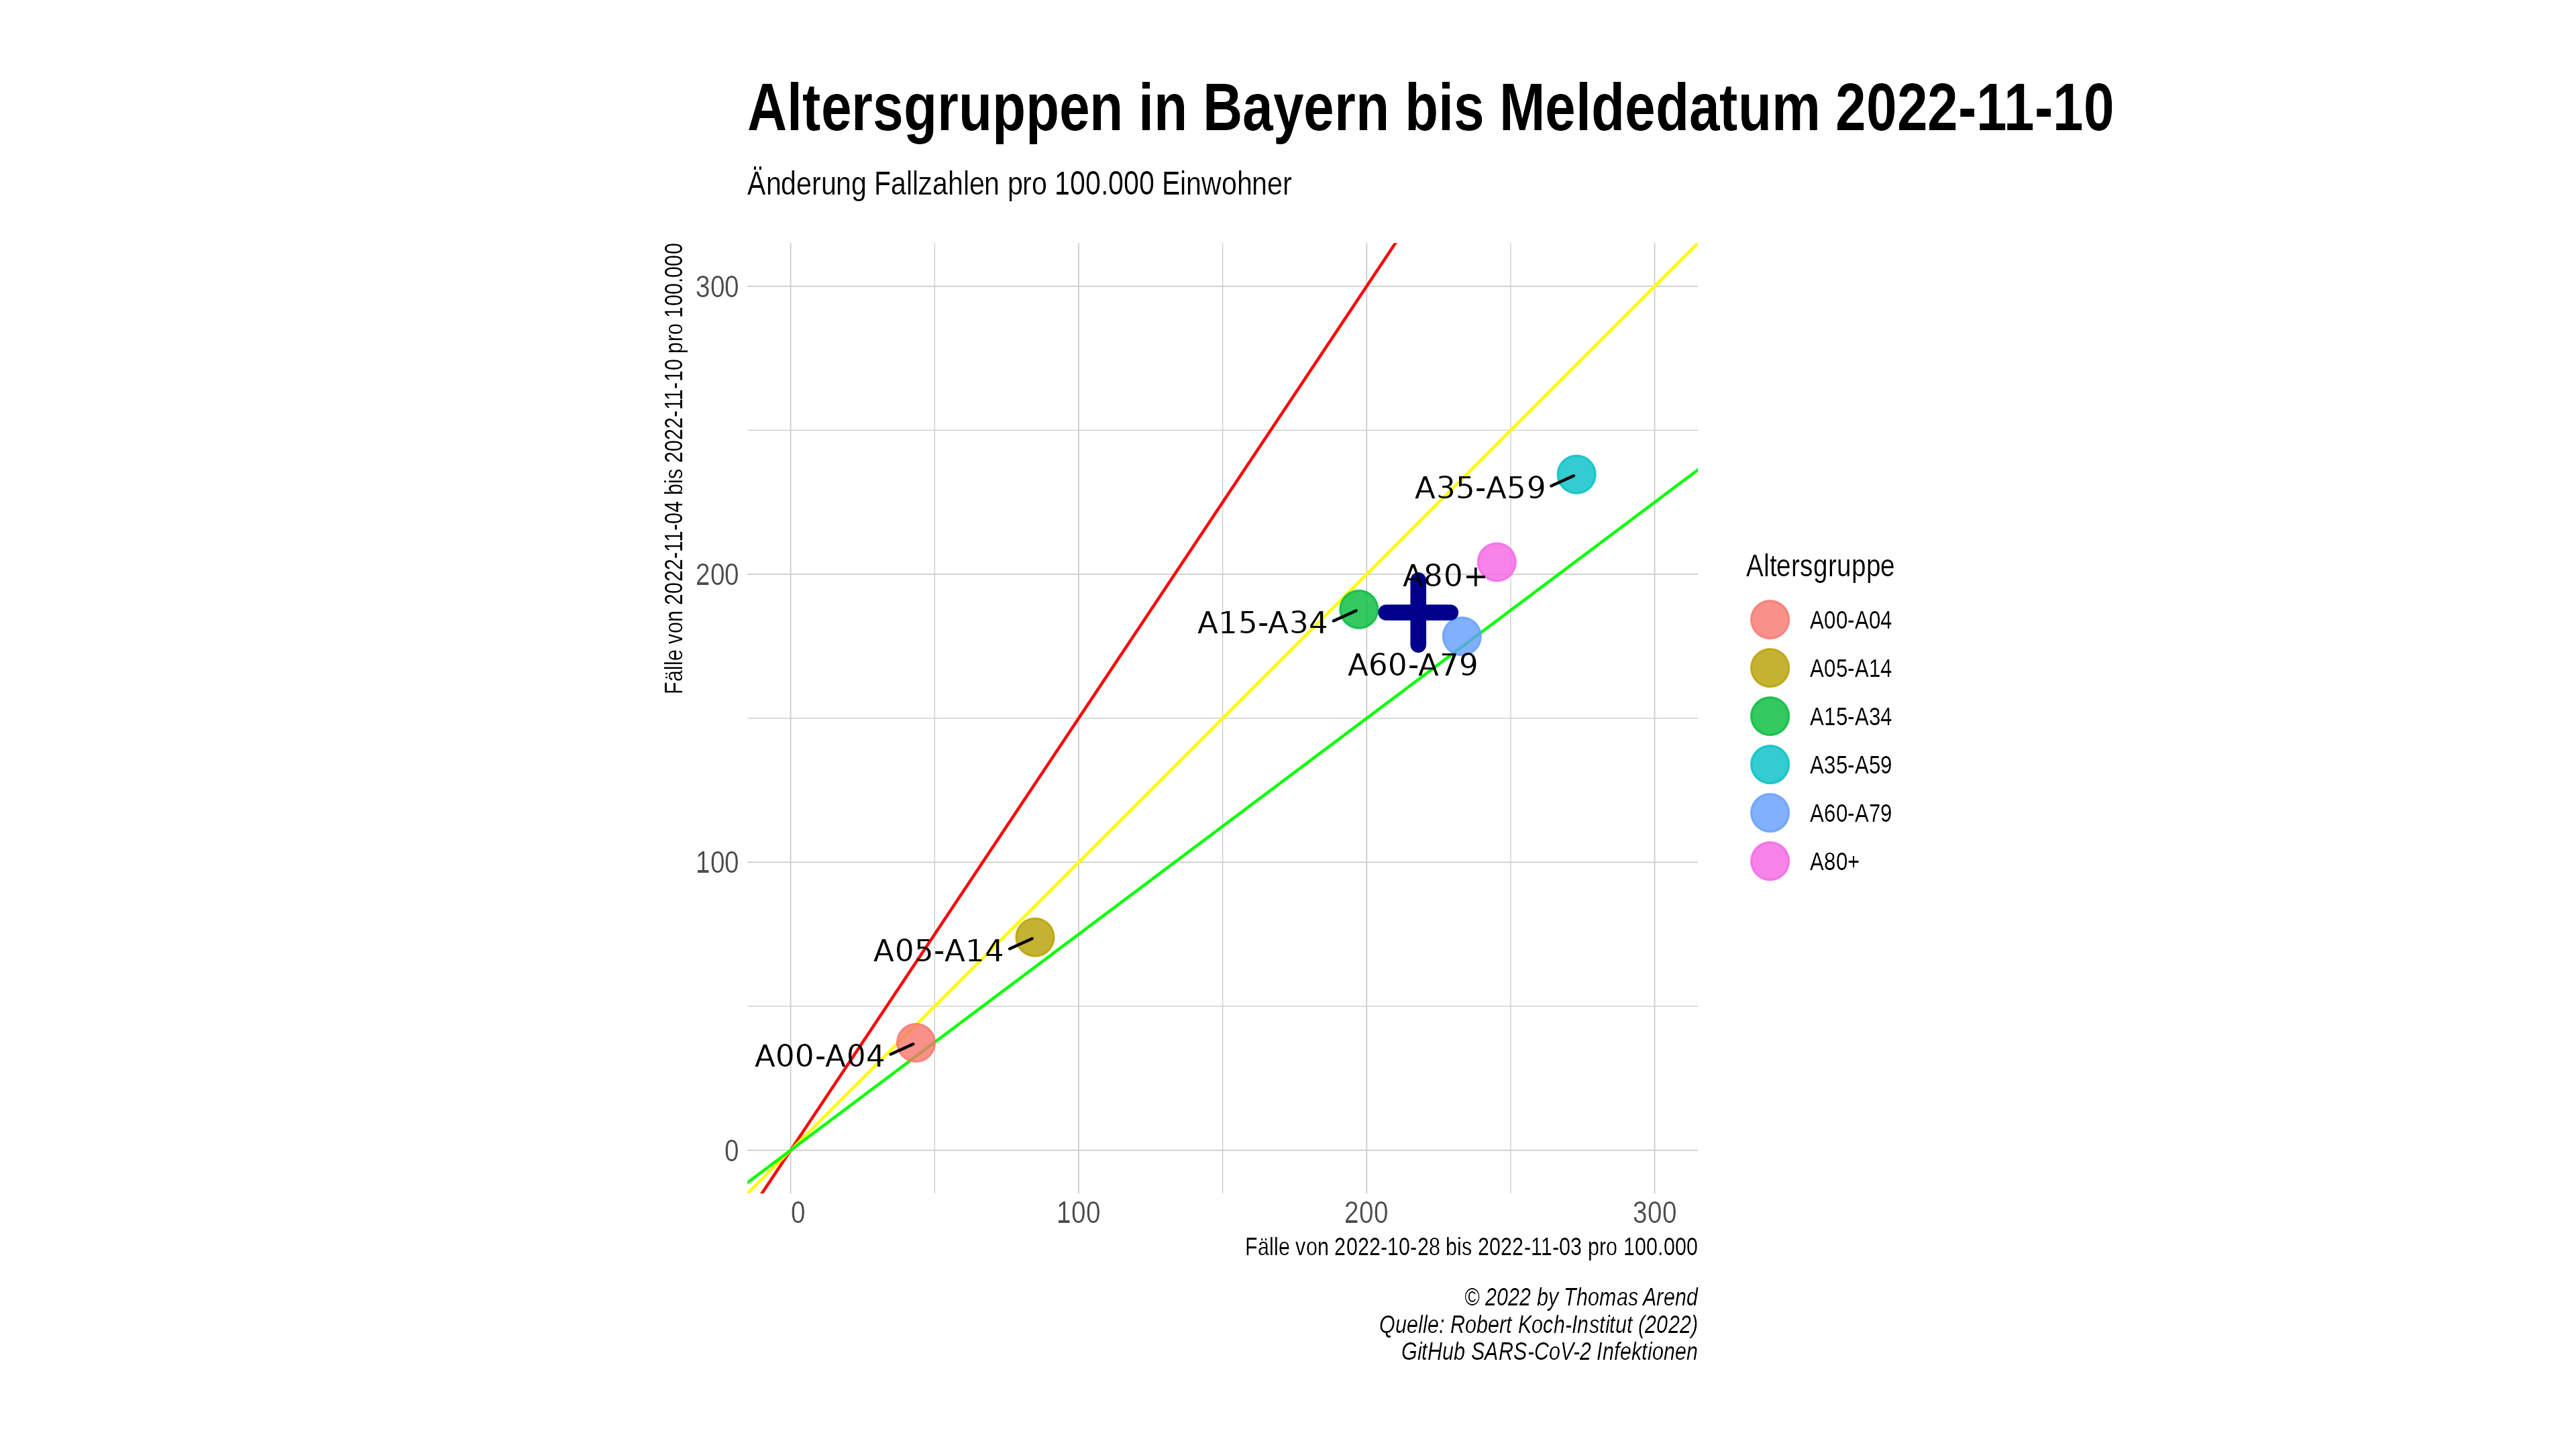 Altersgruppen in Bayern bis Meldedatum 2022-11-10
Änderung Fallzahlen pro 100.000 Einwohner
Fälle von 2022-11-04 bis 2022-11-10 pro 100.000
300
200
100
0
A35-A59
A80+
A15-A34
A60-A79
A05-A14
A00-A04
0
100
200
300
Fälle von 2022-10-28 bis 2022-11-03 pro 100.000
Altersgruppe
A00-A04
A05-A14
A15-A34
A35-A59
A60-A79
A80+
© 2022 by Thomas Arend
Quelle: Robert Koch-Institut (2022)
GitHub SARS-CoV-2 Infektionen